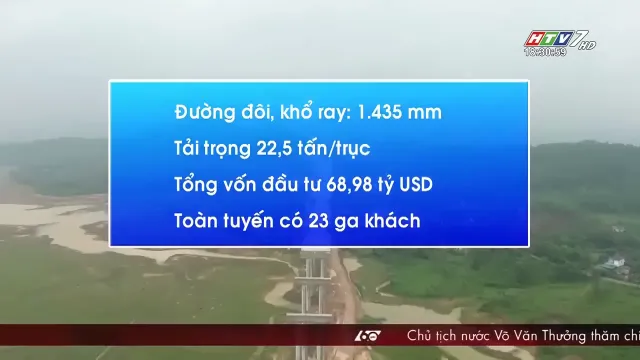 HTV7 HD
18:30:59
Đường đôi, khổ ray: 1.435 mm
Tải trọng 22,5 tấn/trục
Tổng vốn đầu tư 68,98 tỷ USD
Toàn tuyến có 23 ga khách
60
Chủ tịch nước Võ Văn Thưởng thăm chí